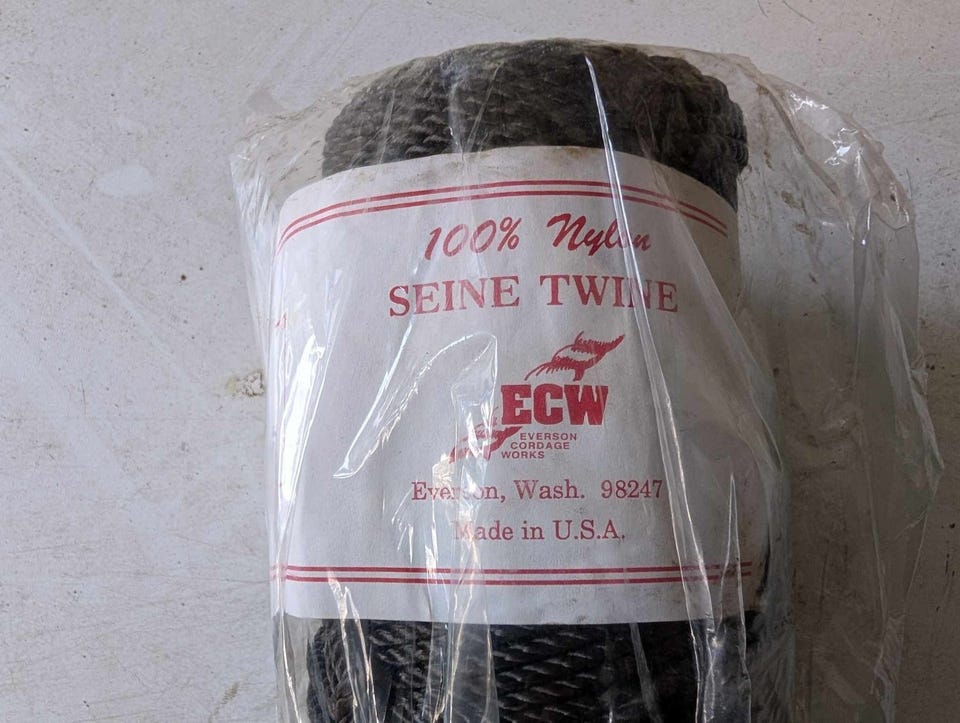 100% Nylon
SEINE TWINE
ECW
EVERSON
CORDAGE
WORKS
Everson, Wash. 98247
Made in U.S.A.